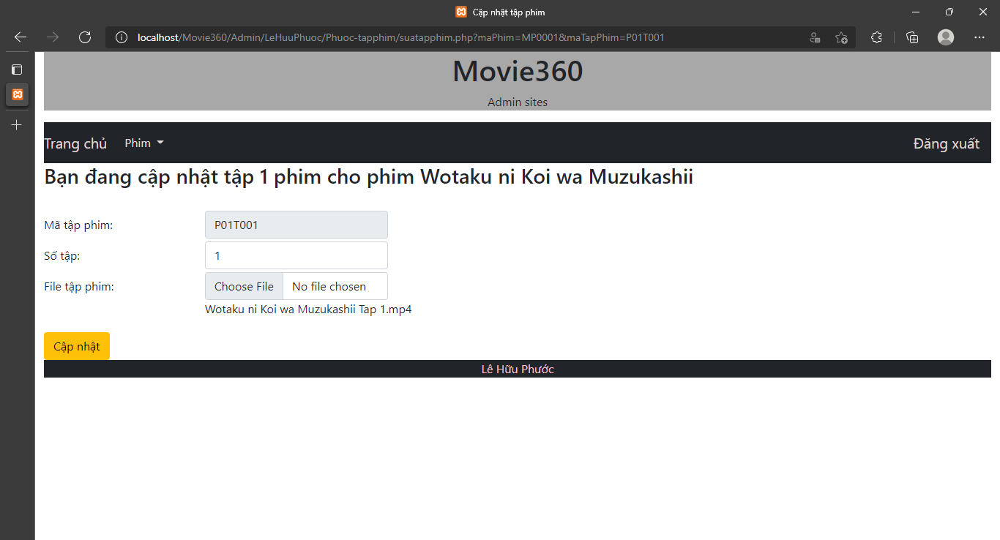 Cập nhật tập phim
localhost/Movie360/Admin/LeHuuPhuoc/Phuoc-tapphim/suatapphim.php?maPhim=MP0001&maTapPhim=P01T001
Movie360
Admin sites
Trang chủ Phim Đăng xuất
Bạn đang cập nhật tập 1 phim cho phim Wotaku ni Koi wa Muzukashii
Mã tập phim: P01T001
Số tập: 1
File tập phim: Choose File No file chosen
Wotaku ni Koi wa Muzukashii Tap 1.mp4
Cập nhật
Lê Hữu Phước